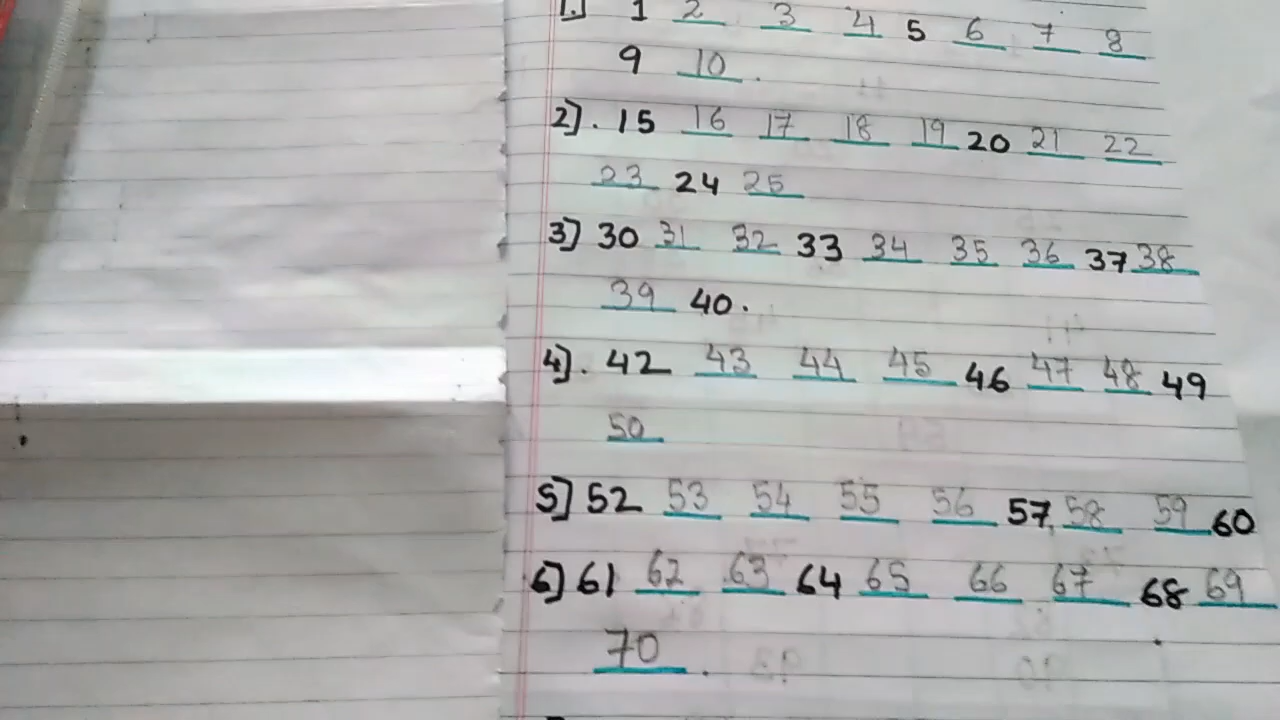 1.] 1 2 3 4 5 6 7 8
9 10 .
2]. 15 16 17 18 19 20 21 22
23 24 25
3] 30 31 32 33 34 35 36 37 38
39 40.
4]. 42 43 44 45 46 47 48 49
50
5] 52 53 54 55 56 57 58 59 60
6] 61 62 63 64 65 66 67 68 69
70 .